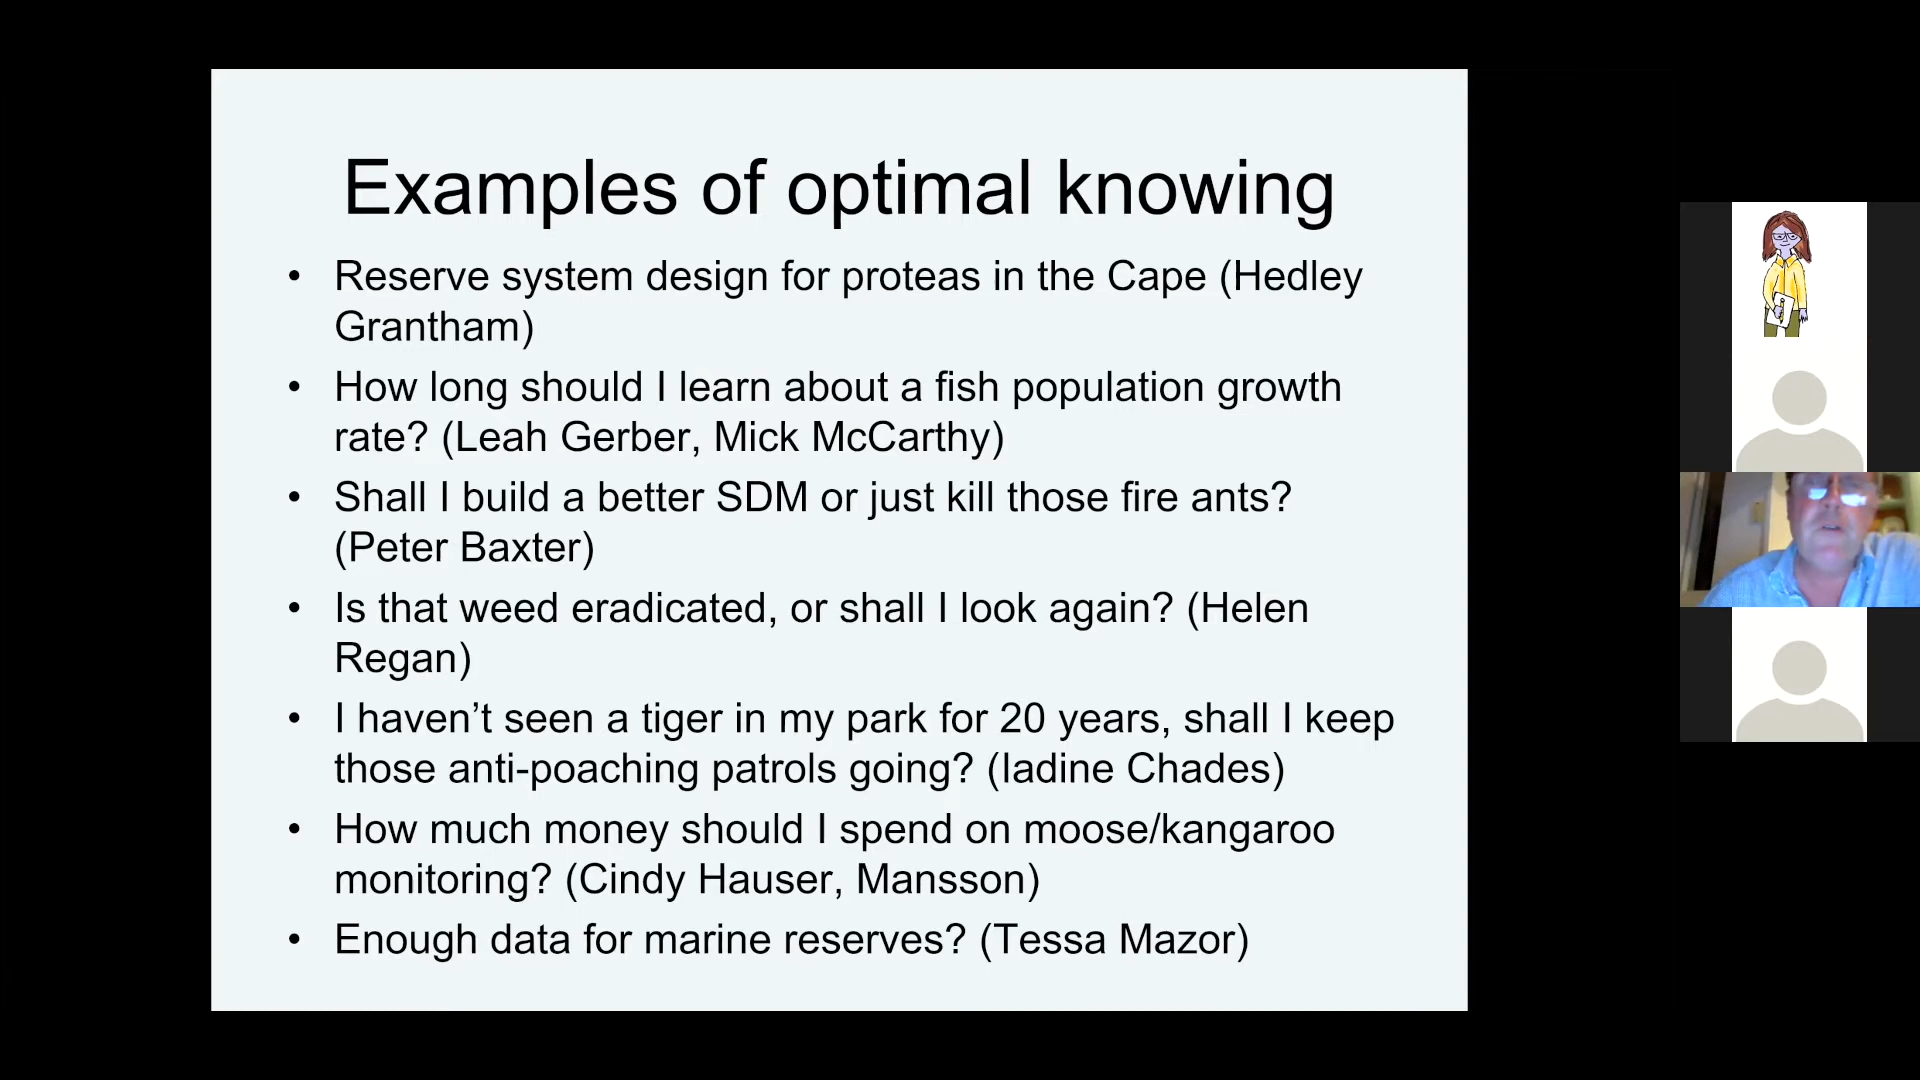 Examples of optimal knowing
• Reserve system design for proteas in the Cape (Hedley
Grantham)
• How long should I learn about a fish population growth
rate? (Leah Gerber, Mick McCarthy)
• Shall I build a better SDM or just kill those fire ants?
(Peter Baxter)
• Is that weed eradicated, or shall I look again? (Helen
Regan)
• I haven’t seen a tiger in my park for 20 years, shall I keep
those anti-poaching patrols going? (Iadine Chades)
• How much money should I spend on moose/kangaroo
monitoring? (Cindy Hauser, Mansson)
• Enough data for marine reserves? (Tessa Mazor)